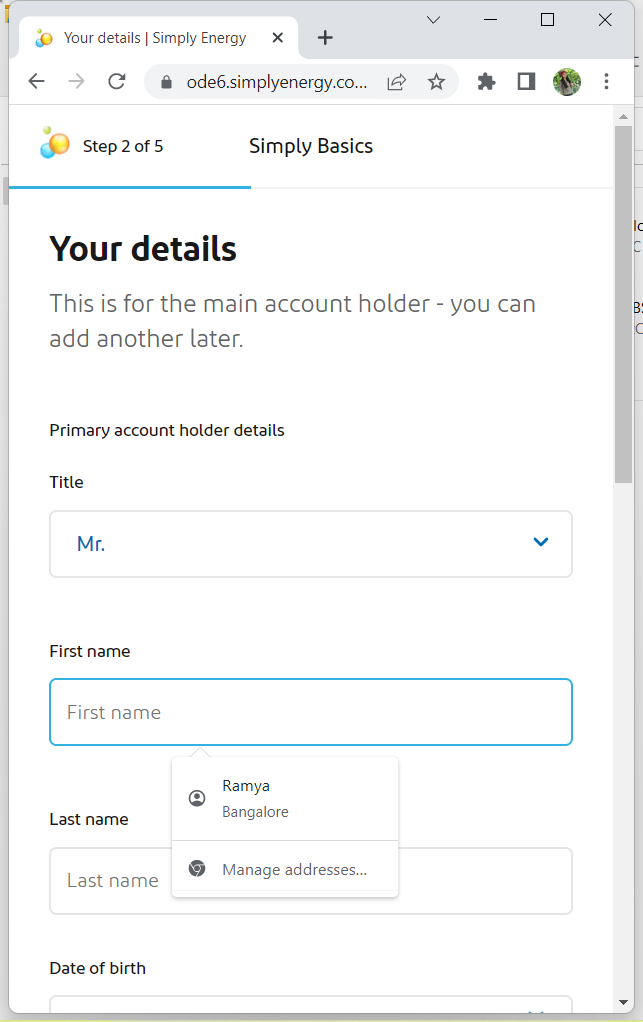 Your details | Simply Energy
ode6.simplyenergy.co...
Step 2 of 5
Simply Basics
Your details
This is for the main account holder - you can
add another later.
Primary account holder details
Title
Mr.
First name
First name
Ramya
Bangalore
Manage addresses...
Last name
Last name
Date of birth